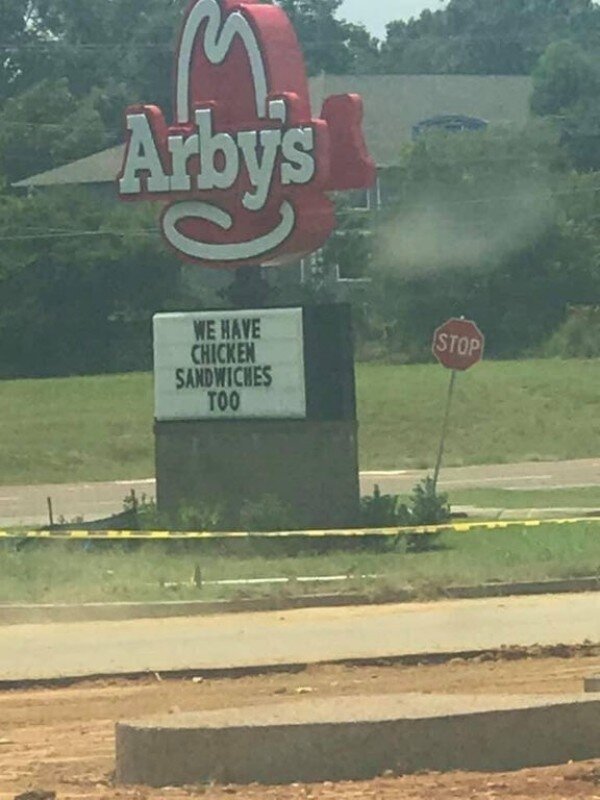 Arby's
WE HAVE
CHICKEN
SANDWICHES
TOO
STOP